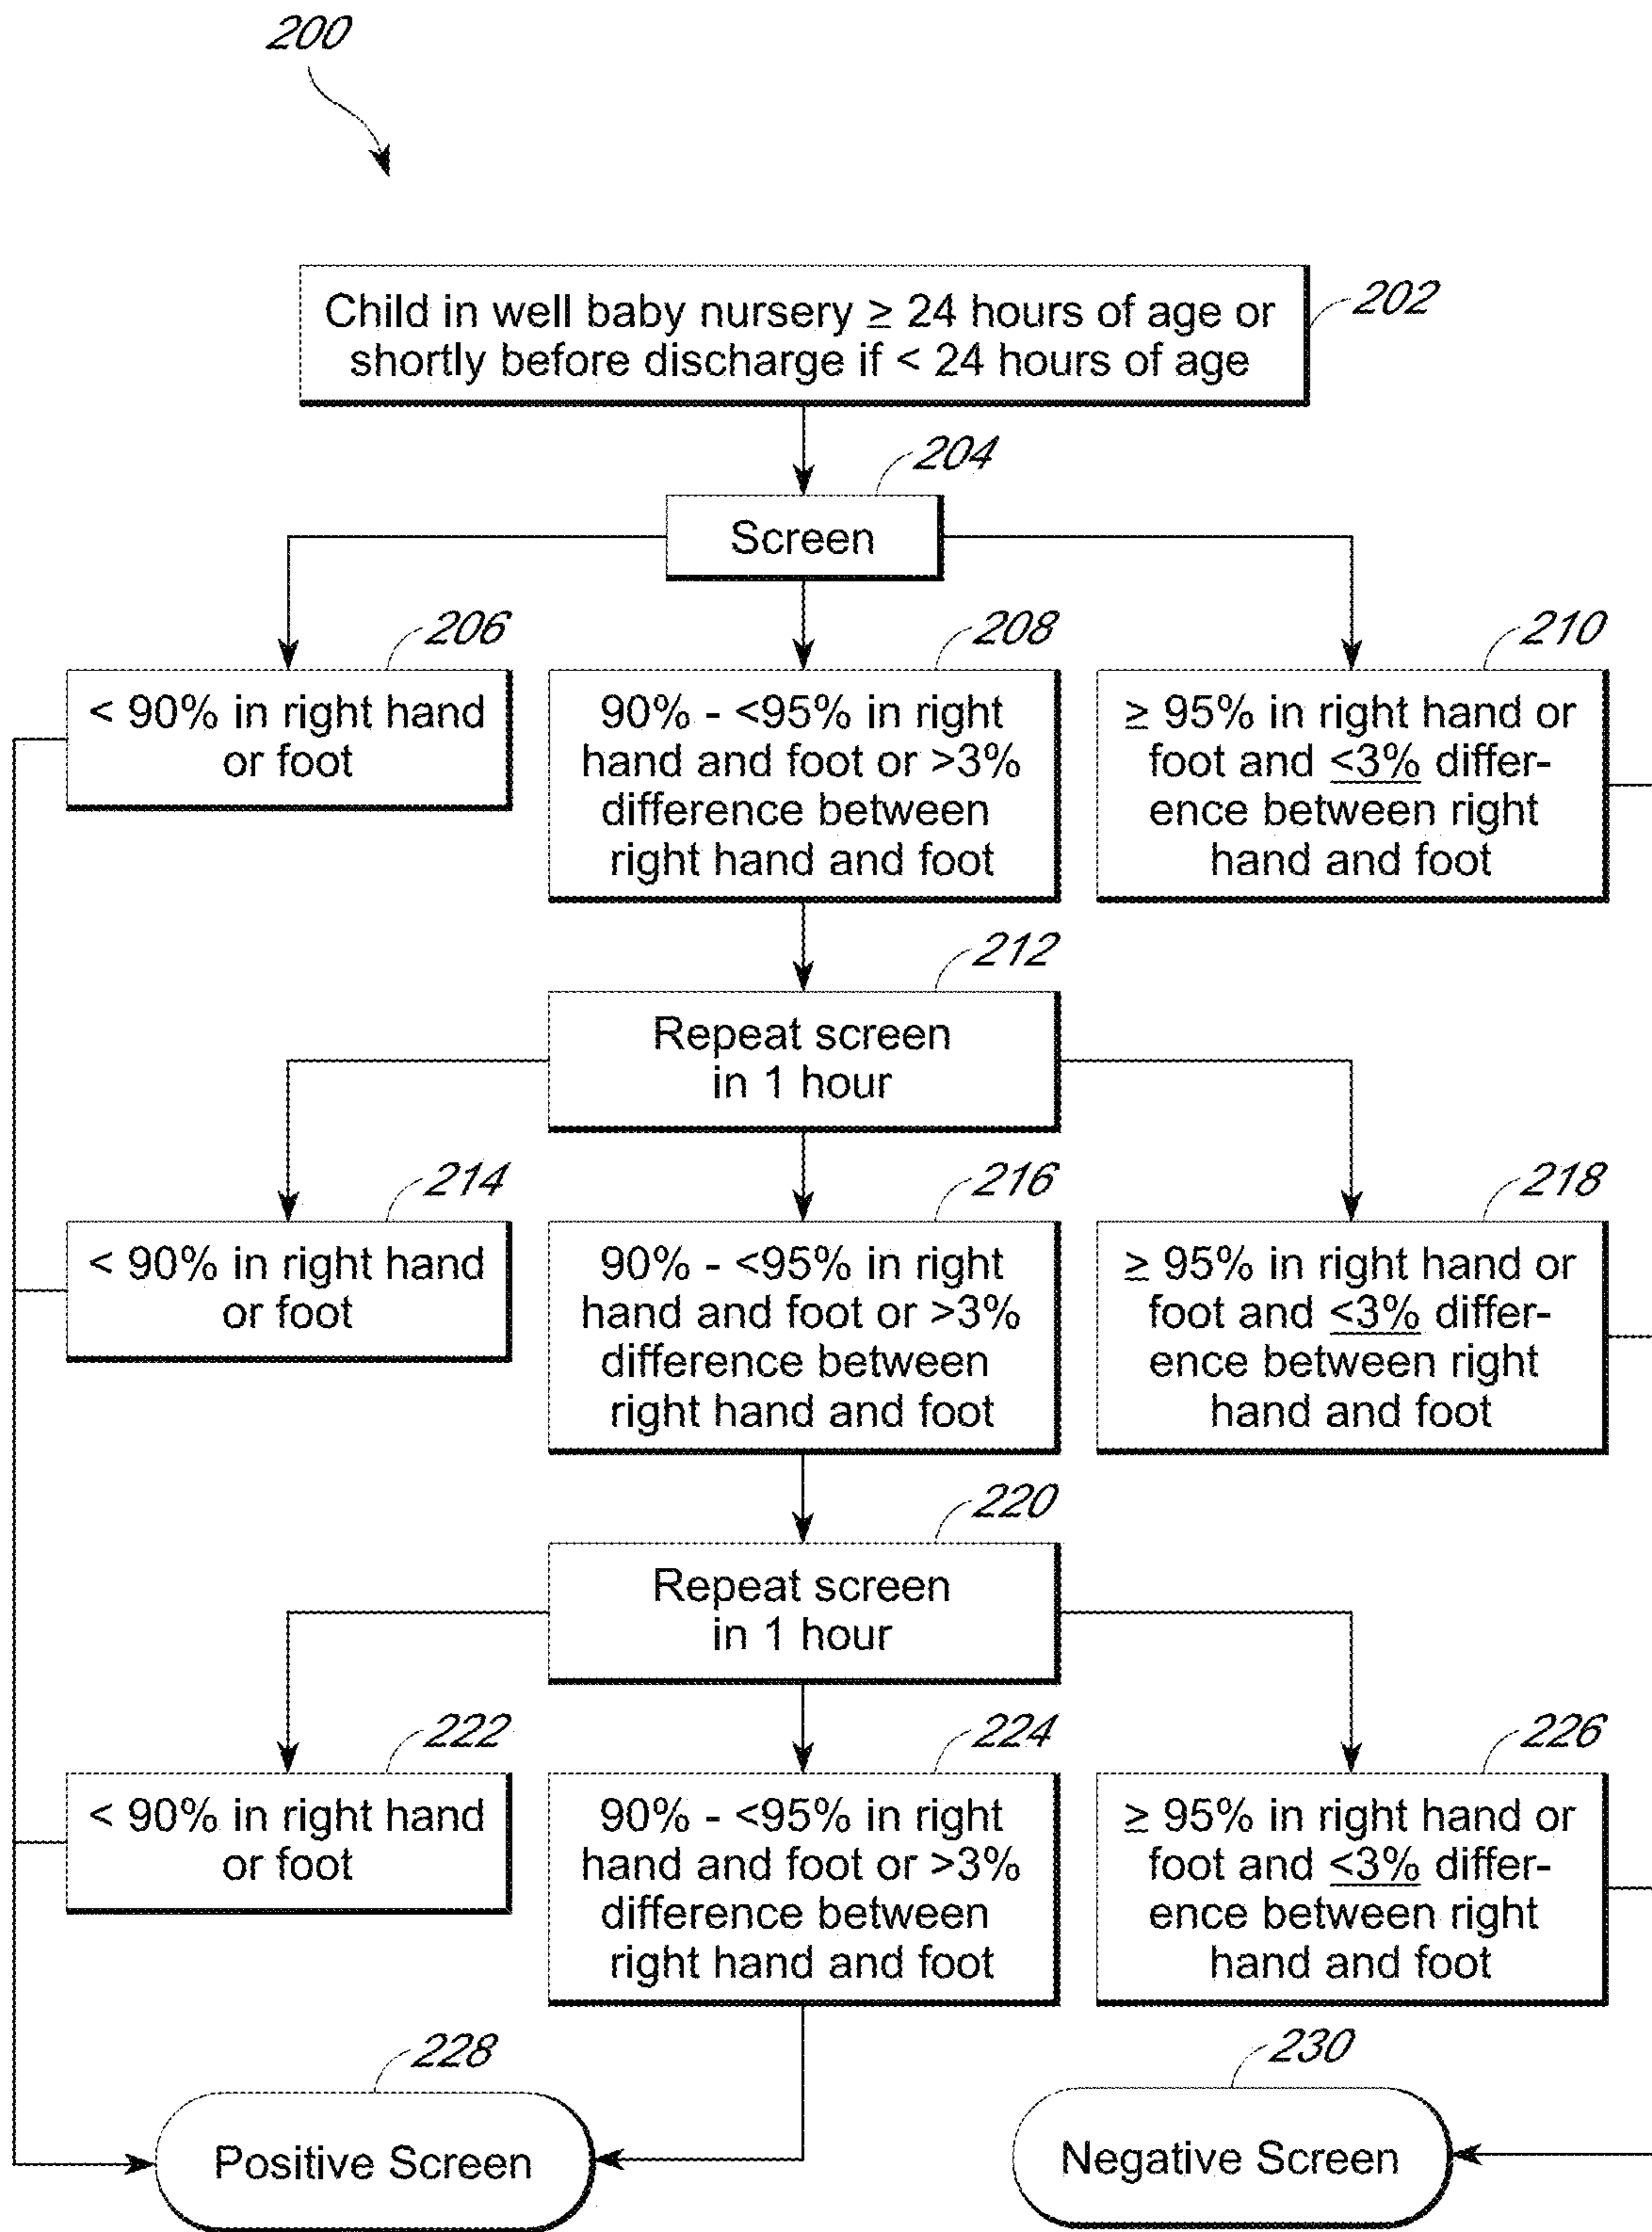 200
Child in well baby nursery ≥ 24 hours of age or
shortly before discharge if < 24 hours of age
202
204
Screen
206
< 90% in right hand
or foot
208
90% - <95% in right
hand and foot or >3%
difference between
right hand and foot
210
≥ 95% in right hand or
foot and <3% differ-
ence between right
hand and foot
212
Repeat screen
in 1 hour
214
< 90% in right hand
or foot
216
90% - <95% in right
hand and foot or >3%
difference between
right hand and foot
218
≥ 95% in right hand or
foot and <3% differ-
ence between right
hand and foot
220
Repeat screen
in 1 hour
222
< 90% in right hand
or foot
224
90% - <95% in right
hand and foot or >3%
difference between
right hand and foot
226
≥ 95% in right hand or
foot and <3% differ-
ence between right
hand and foot
228
Positive Screen
230
Negative Screen